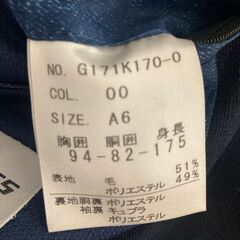 NO. G171K170-0
COL. 00
SIZE. A6
胸囲 胴囲 身長
94-82-175
表地 毛 51%
ポリエステル 49%
裏地胴裏 ポリエステル
袖裏 キュプラ
ポリエステル